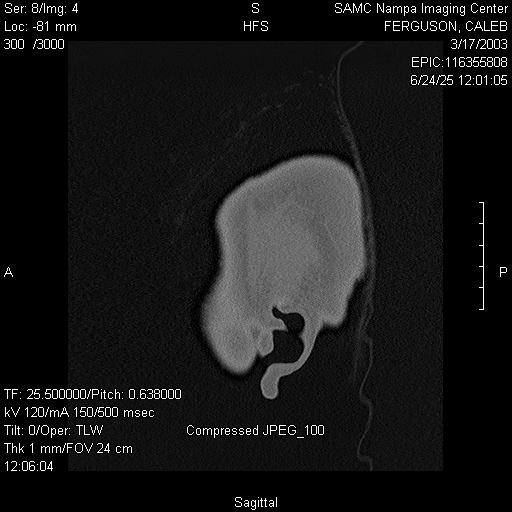 Ser: 8/Img: 4
Loc: -81 mm
300 /3000
S
HFS
SAMC Nampa Imaging Center
FERGUSON, CALEB
3/17/2003
EPIC:116355808
6/24/25 12:01:05
A
P
TF: 25.500000/Pitch: 0.638000
kV 120/mA 150/500 msec
Tilt: 0/Oper: TLW
Thk 1 mm/FOV 24 cm
12:06:04
Compressed JPEG_100
Sagittal